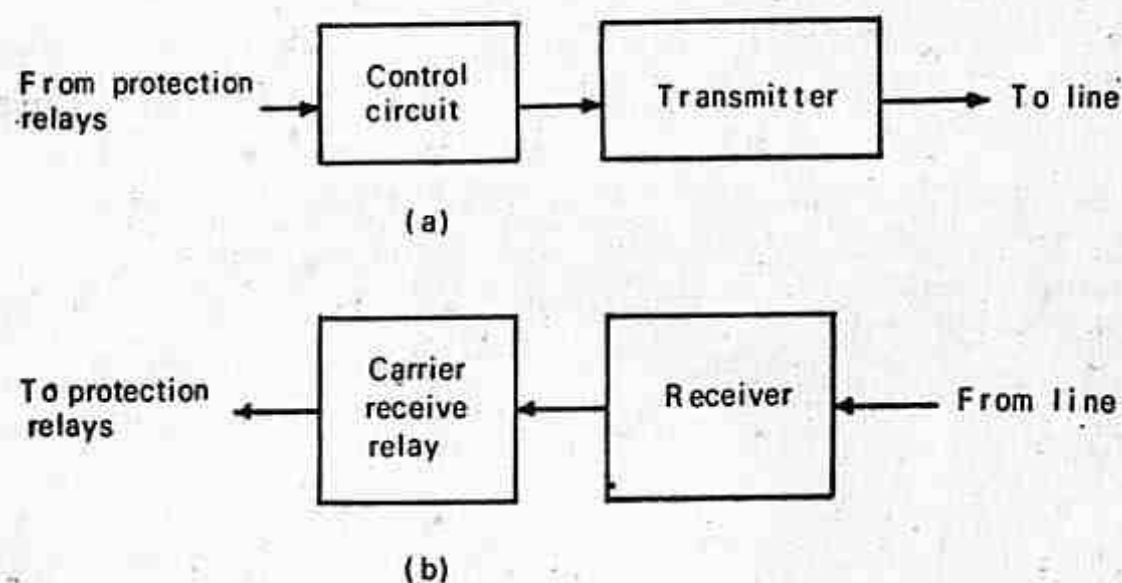 From protection
relays
Control
circuit
Transmitter
To line
(a)
To protection
relays
Carrier
receive
relay
Receiver
From line
(b)